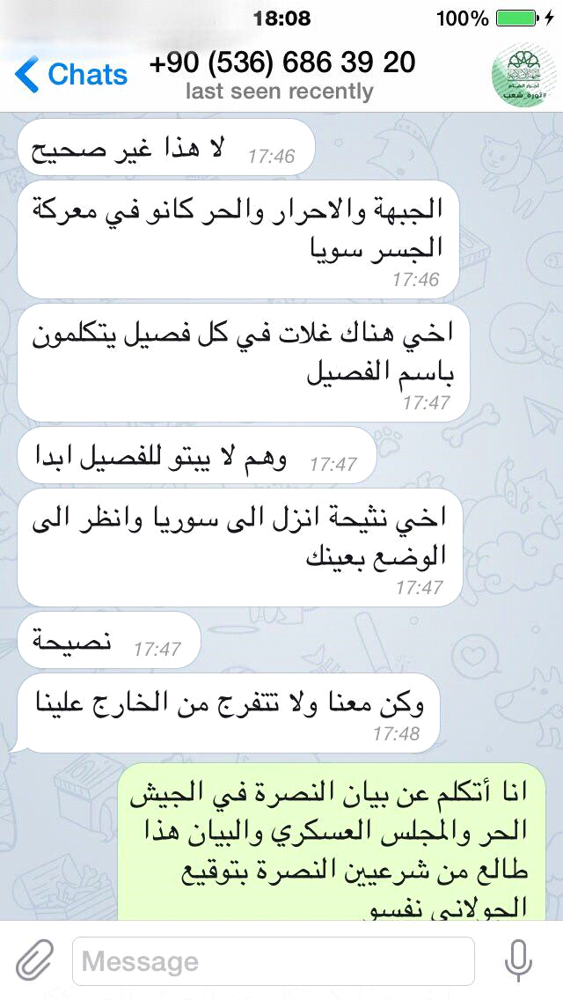 18:08
100%
Chats
+90 (536) 686 39 20
last seen recently
#ثورة_شعب
لا هذا غير صحيح
17:46
الجبهة والاحرار والحر كانو في معركة
الجسر سويا
17:46
اخي هناك غلات في كل فصيل يتكلمون
باسم الفصيل
17:47
وهم لا يبتو للفصيل ابدا
17:47
اخي نثيحة انزل الى سوريا وانظر الى
الوضع بعينك
17:47
نصيحة
17:47
وكن معنا ولا تتفرج من الخارج علينا
17:48
انا أتكلم عن بيان النصرة في الجيش
الحر والمجلس العسكري والبيان هذا
طالع من شرعيين النصرة بتوقيع
الجولاني نفسو
Message